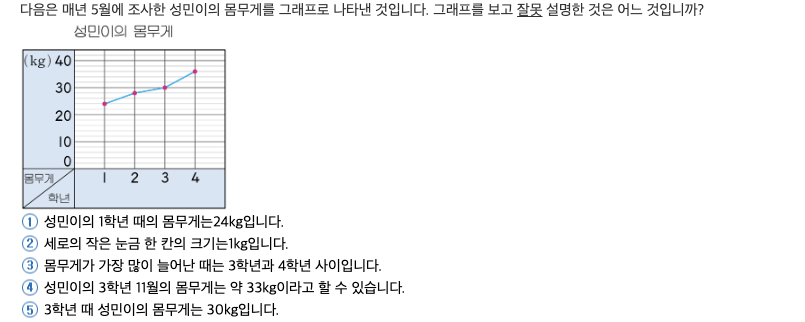 다음은 매년 5월에 조사한 성민이의 몸무게를 그래프로 나타낸 것입니다. 그래프를 보고 잘못 설명한 것은 어느 것입니까?
성민이의 몸무게
(kg) 40
30
20
10
0
몸무게 1 2 3 4
학년
① 성민이의 1학년 때의 몸무게는24kg입니다.
② 세로의 작은 눈금 한 칸의 크기는1kg입니다.
③ 몸무게가 가장 많이 늘어난 때는 3학년과 4학년 사이입니다.
④ 성민이의 3학년 11월의 몸무게는 약 33kg이라고 할 수 있습니다.
⑤ 3학년 때 성민이의 몸무게는 30kg입니다.